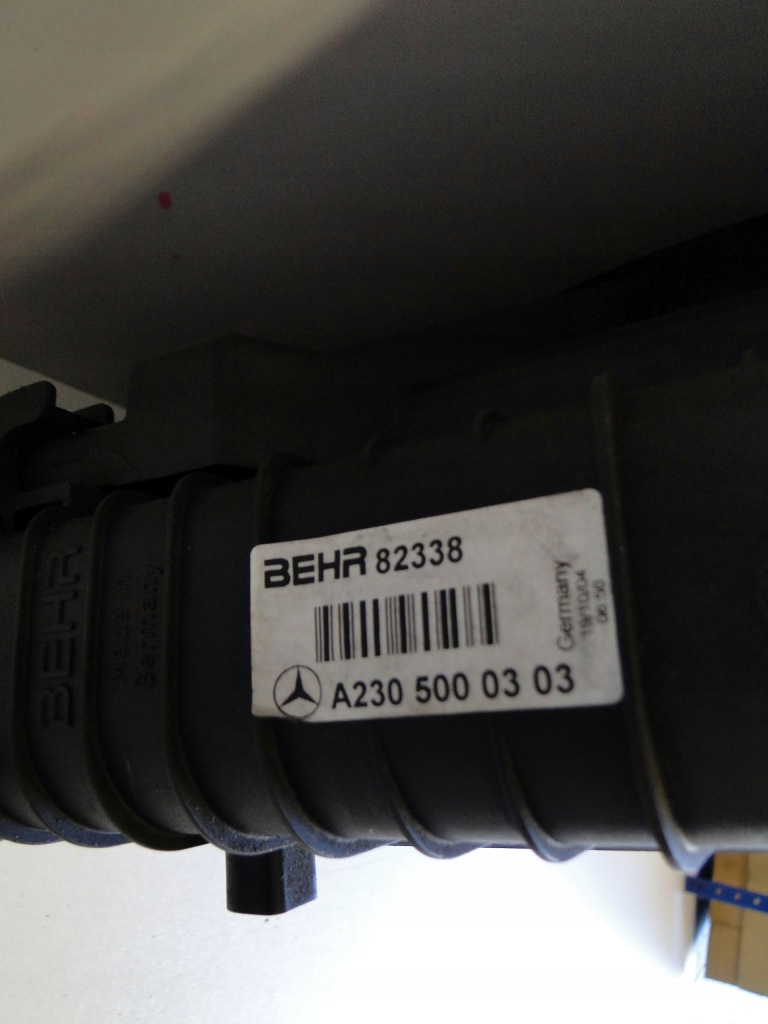 BEHR
Made in
Germany
BEHR 82338
A230 500 03 03
Germany
19/10/04
06:50